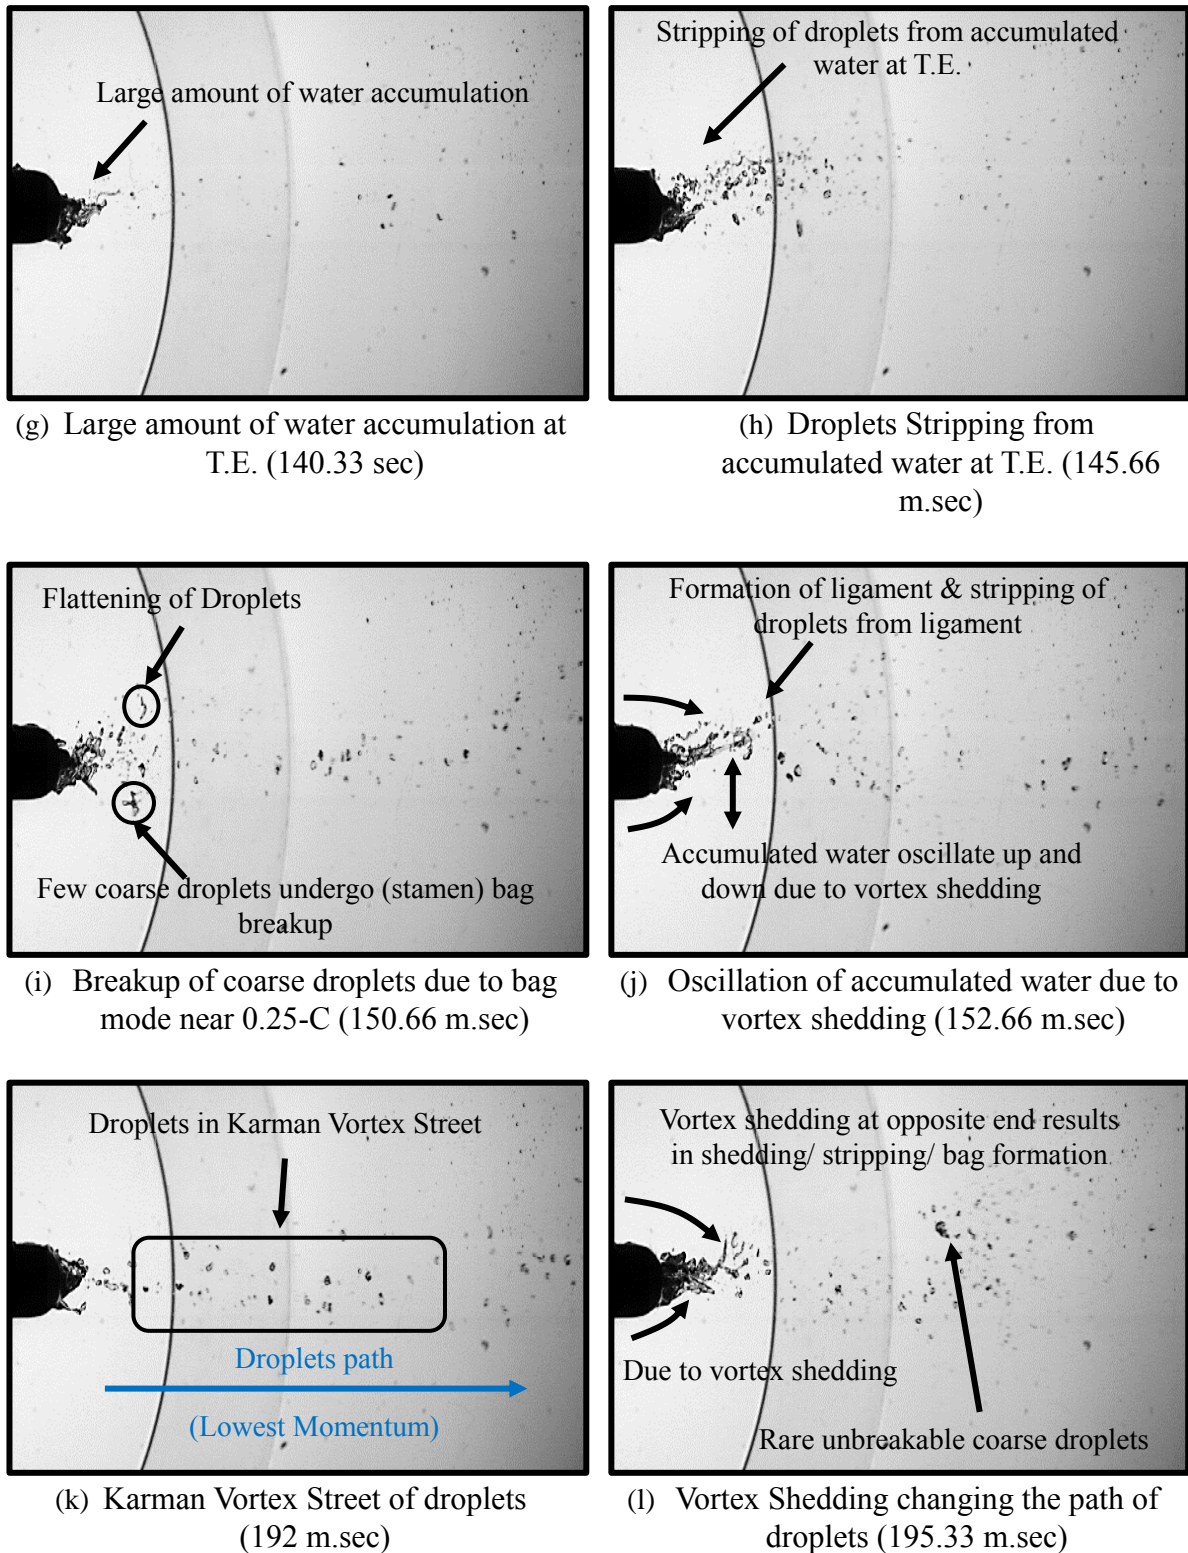 Large amount of water accumulation
(g) Large amount of water accumulation at
T.E. (140.33 sec)
Stripping of droplets from accumulated
water at T.E.
(h) Droplets Stripping from
accumulated water at T.E. (145.66
m.sec)
Flattening of Droplets
Few coarse droplets undergo (stamen) bag
breakup
(i) Breakup of coarse droplets due to bag
mode near 0.25-C (150.66 m.sec)
Formation of ligament & stripping of
droplets from ligament
Accumulated water oscillate up and
down due to vortex shedding
(j) Oscillation of accumulated water due to
vortex shedding (152.66 m.sec)
Droplets in Karman Vortex Street
Droplets path
(Lowest Momentum)
(k) Karman Vortex Street of droplets
(192 m.sec)
Vortex shedding at opposite end results
in shedding/ stripping/ bag formation
Due to vortex shedding
Rare unbreakable coarse droplets
(l) Vortex Shedding changing the path of
droplets (195.33 m.sec)